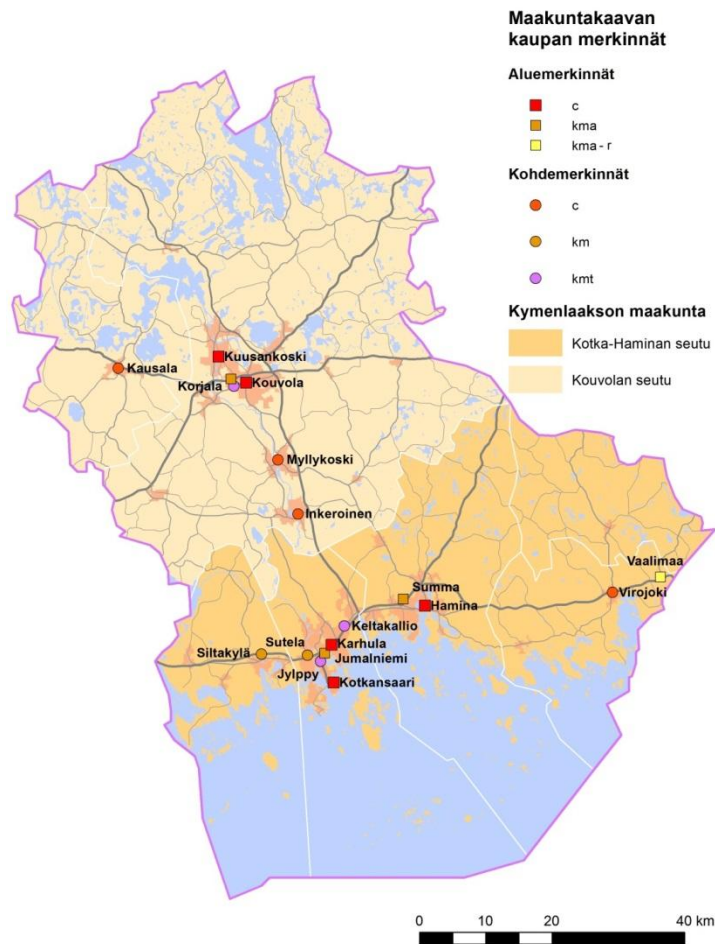 Maakuntakaavan
kaupan merkinnät
Aluemerkinnät
c
kma
kma - r
Kohdemerkinnät
c
km
kmt
Kymenlaakson maakunta
Kotka-Haminan seutu
Kouvolan seutu
Kuusankoski
Kausala
Korjala
Kouvola
Myllykoski
Inkeroinen
Vaalimaa
Summa
Virojoki
Hamina
Keltakallio
Sutela
Karhula
Siltakylä
Jumalniemi
Jylppy
Kotkansaari
0 10 20 40 km